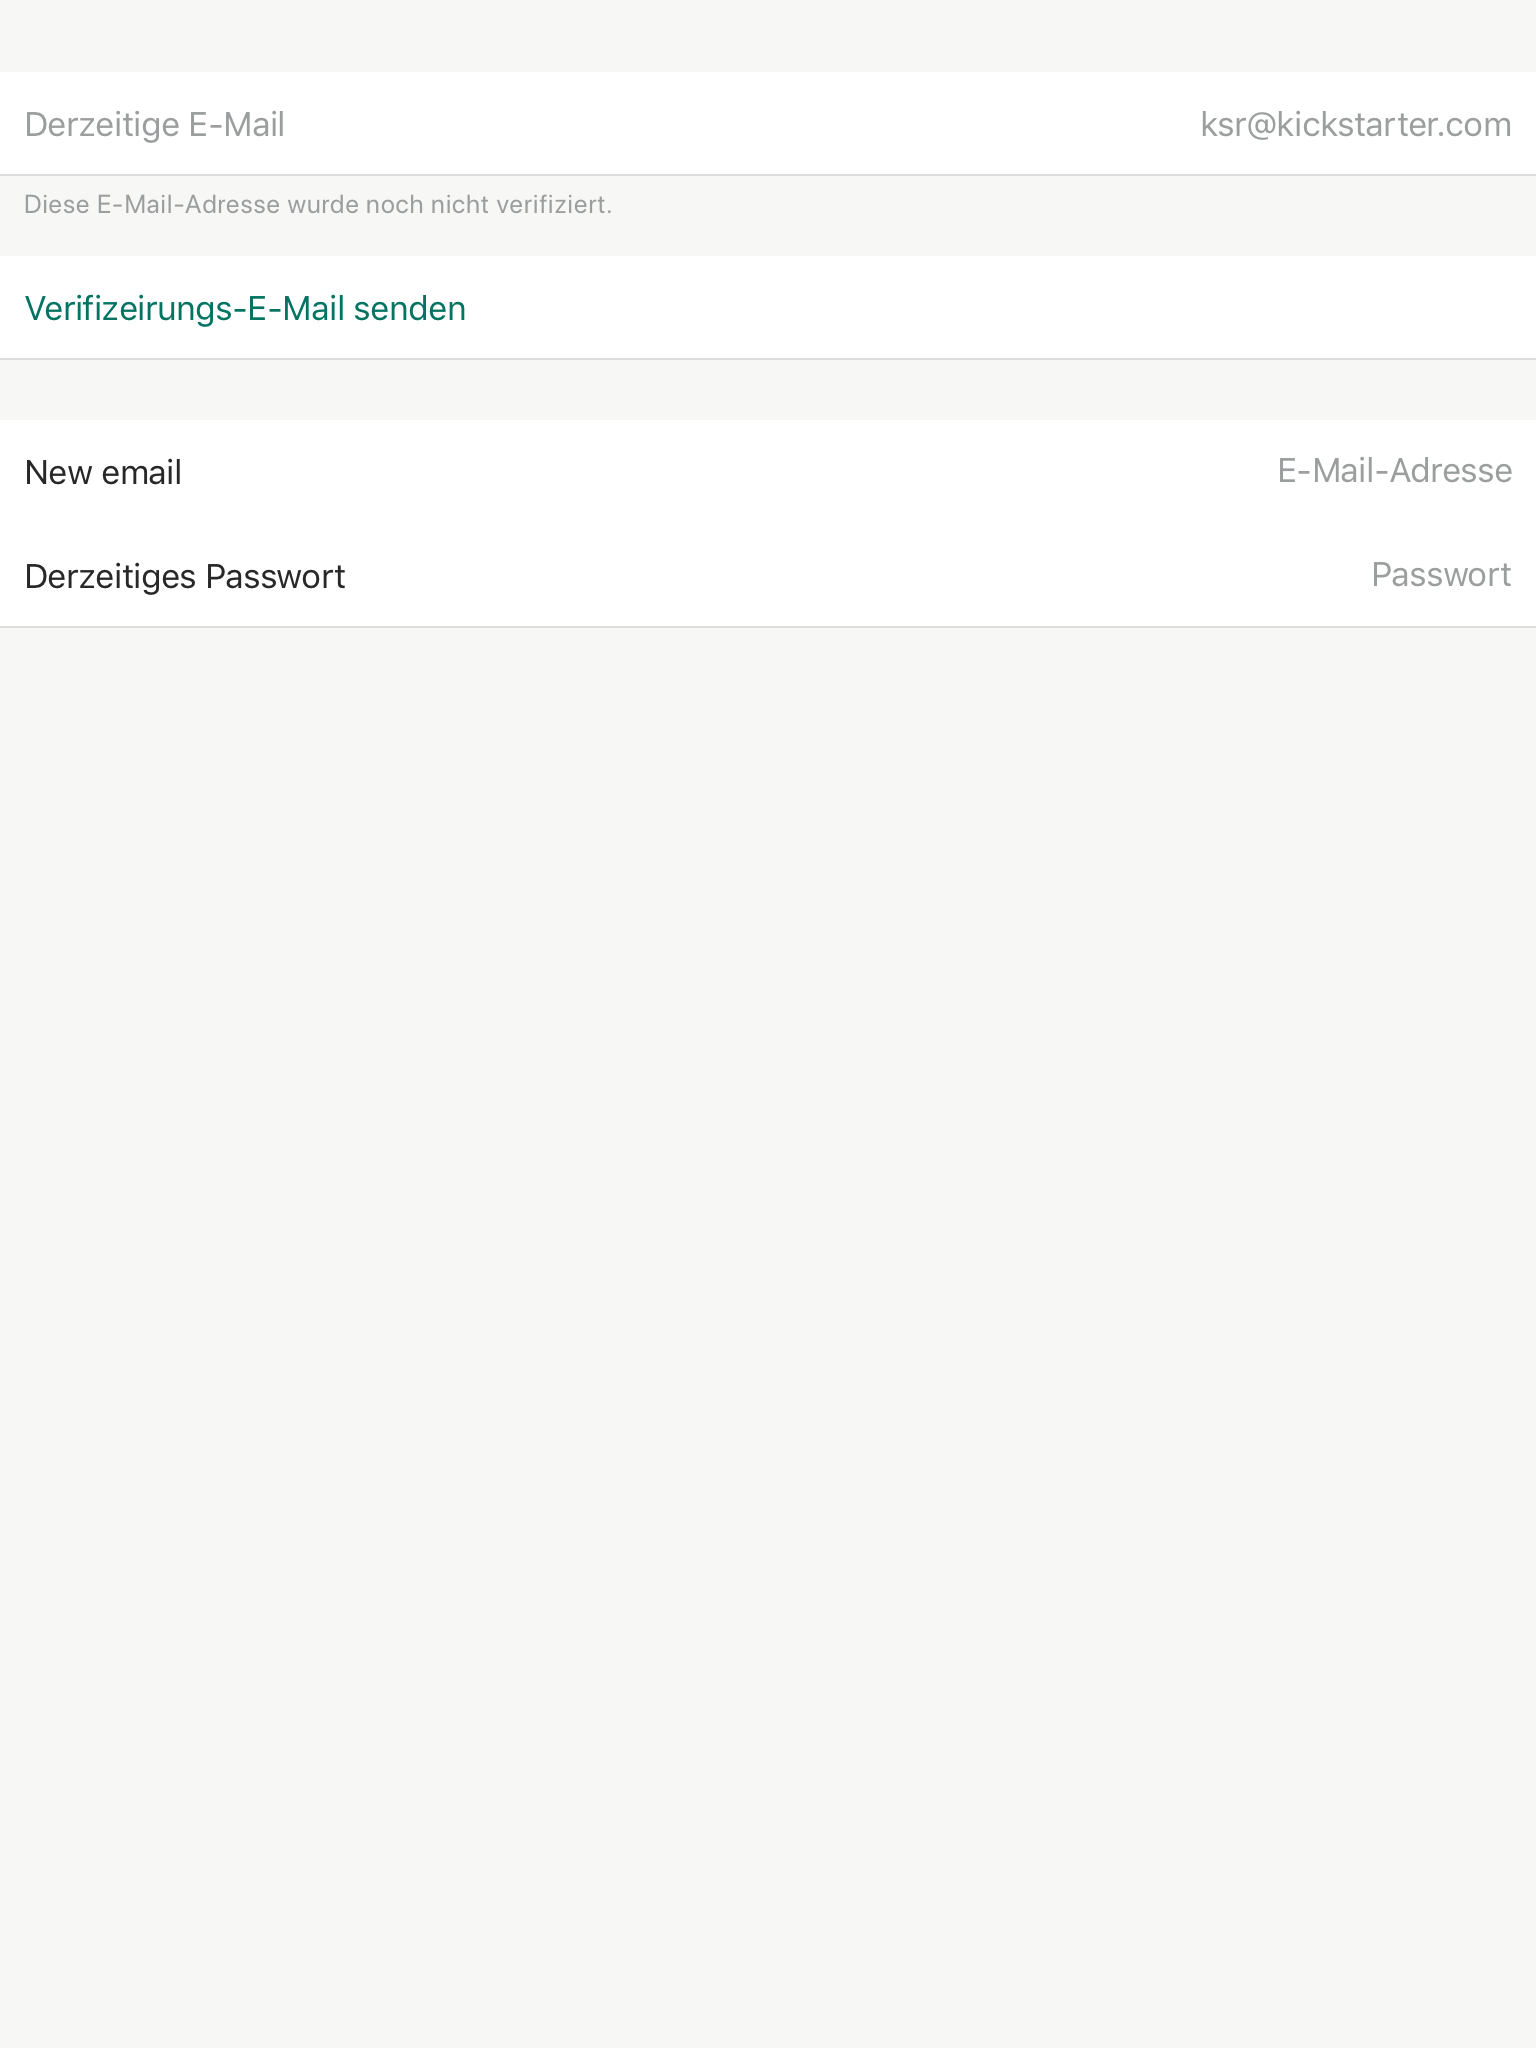 Derzeitige E-Mail ksr@kickstarter.com
Diese E-Mail-Adresse wurde noch nicht verifiziert.
Verifizeirungs-E-Mail senden
New email E-Mail-Adresse
Derzeitiges Passwort Passwort